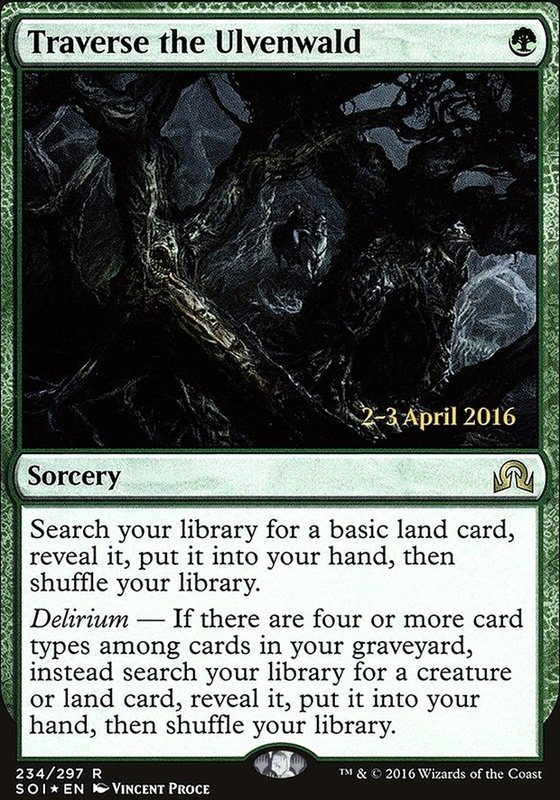 Traverse the Ulvenwald
2–3 April 2016
Sorcery
Search your library for a basic land card,
reveal it, put it into your hand, then
shuffle your library.
Delirium — If there are four or more card
types among cards in your graveyard,
instead search your library for a creature
or land card, reveal it, put it into your
hand, then shuffle your library.
234/297 R
SOI★EN Vincent Proce
™ & © 2016 Wizards of the Coast